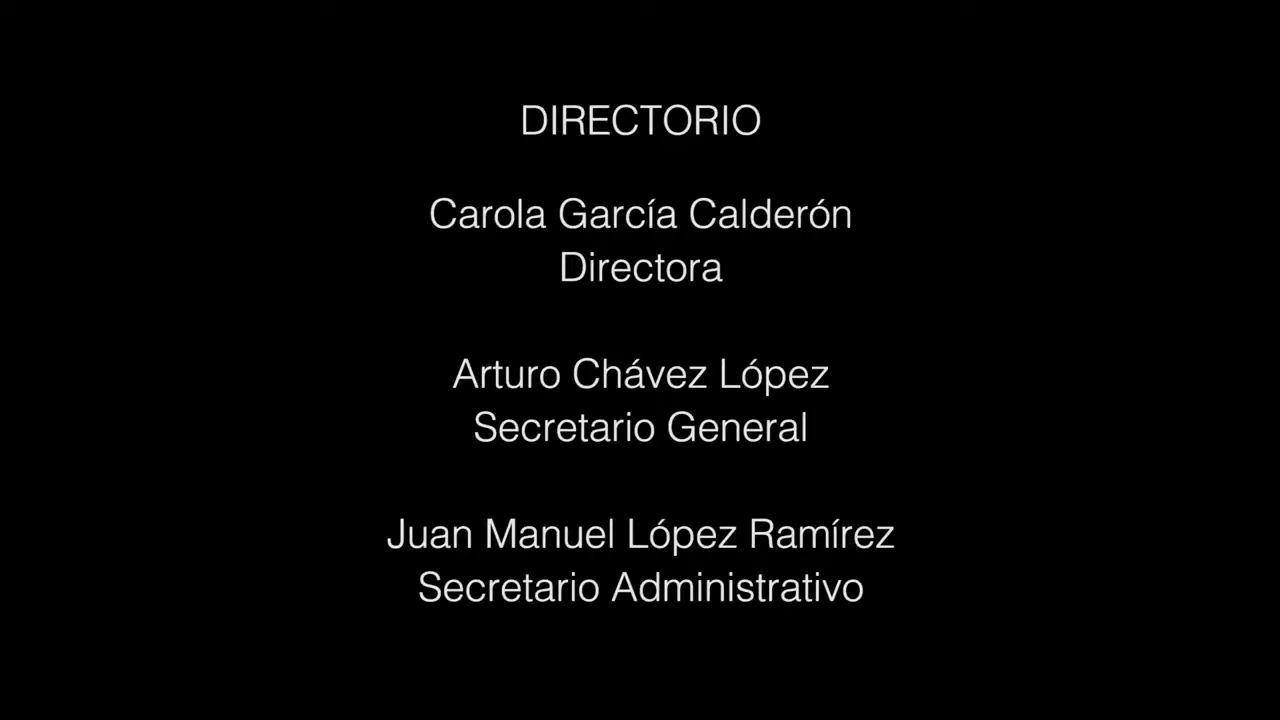 DIRECTORIO
Carola García Calderón
Directora
Arturo Chávez López
Secretario General
Juan Manuel López Ramírez
Secretario Administrativo